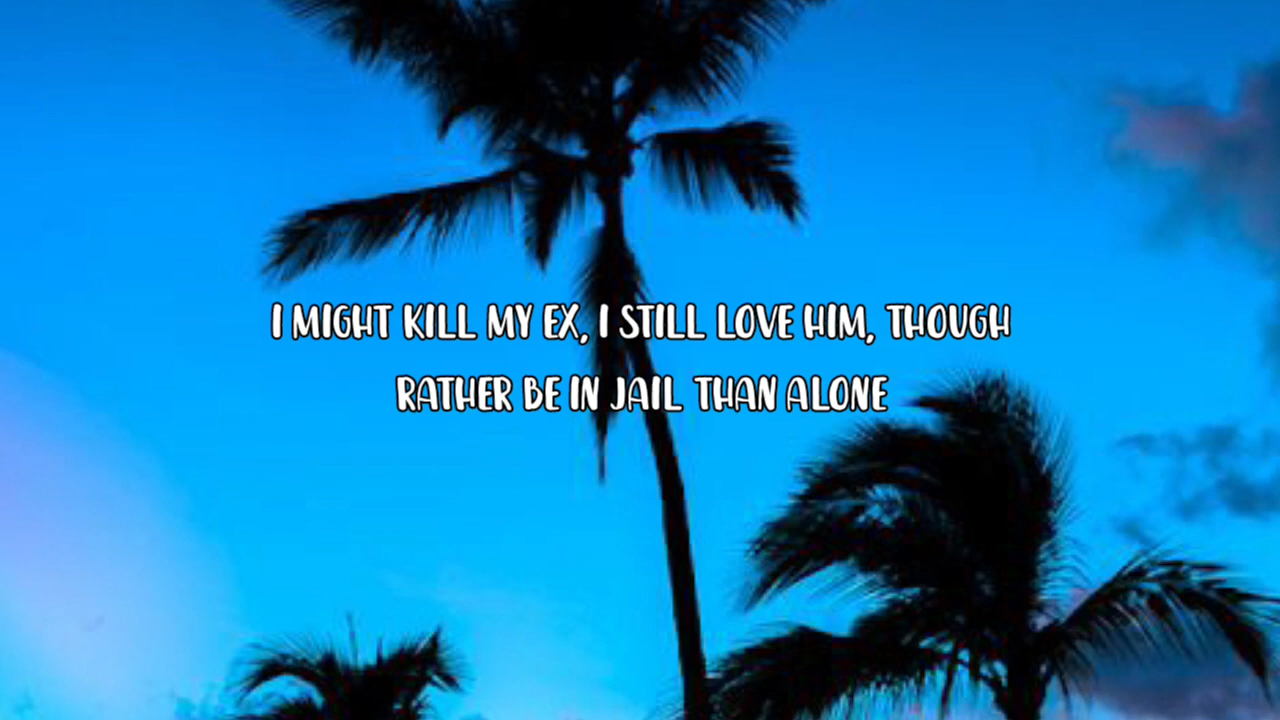 I MIGHT KILL MY EX, I STILL LOVE HIM, THOUGH
RATHER BE IN JAIL THAN ALONE